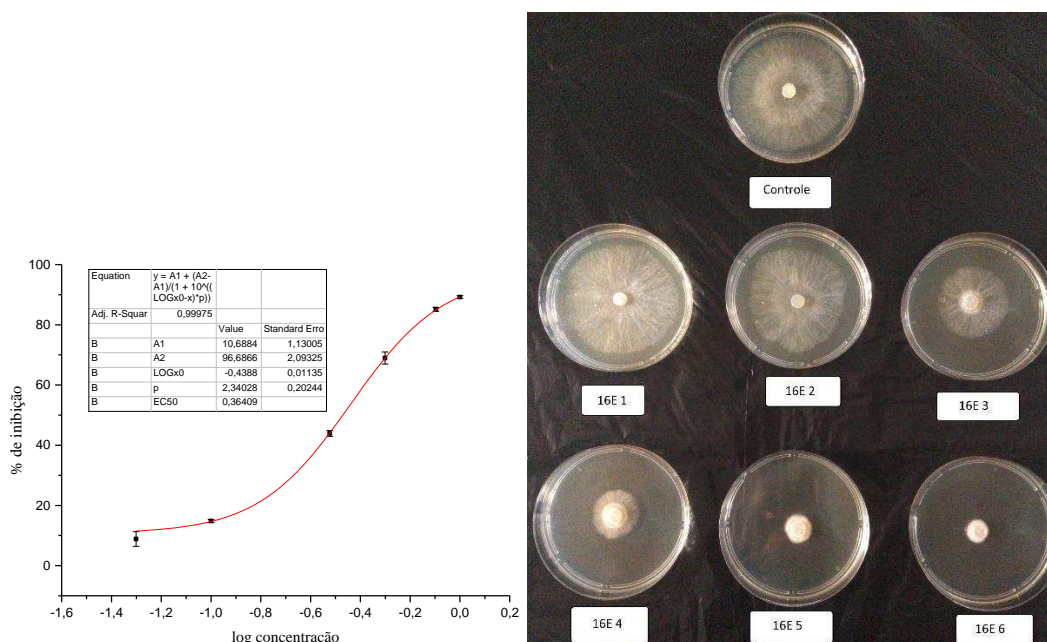 100
80
60
40
20
0
% de inibição
Equation y = A1 + (A2-
A1)/(1 + 10^((
LOGx0-x)*p))
Adj. R-Squar 0,99975
Value Standard Erro
B A1 10,6884 1,13005
B A2 96,6866 2,09325
B LOGx0 -0,4388 0,01135
B p 2,34028 0,20244
B EC50 0,36409
-1,6 -1,4 -1,2 -1,0 -0,8 -0,6 -0,4 -0,2 0,0 0,2
log concentração
Controle
16E 1
16E 2
16E 3
16E 4
16E 5
16E 6